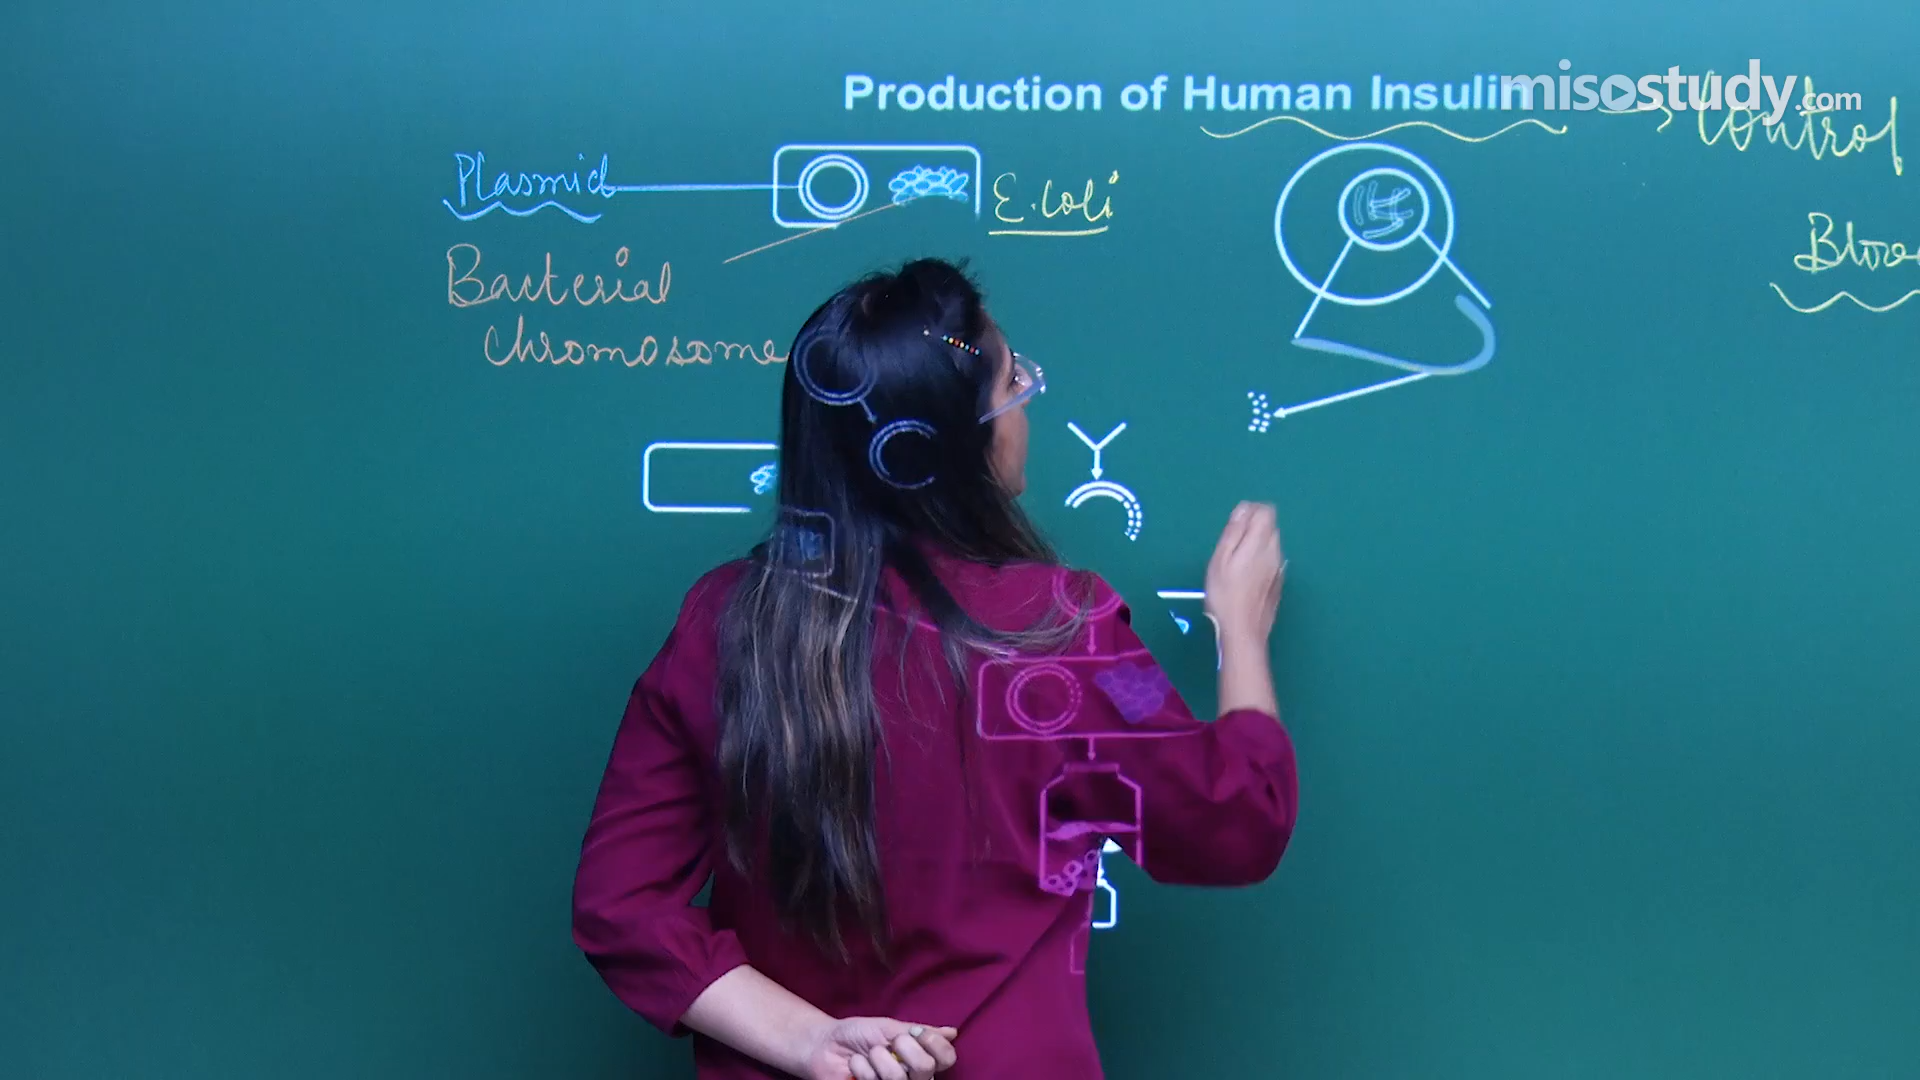 Production of Human Insulin
misostudy.com
→ Control
Plasmid
E.coli
Bacterial
chromosome